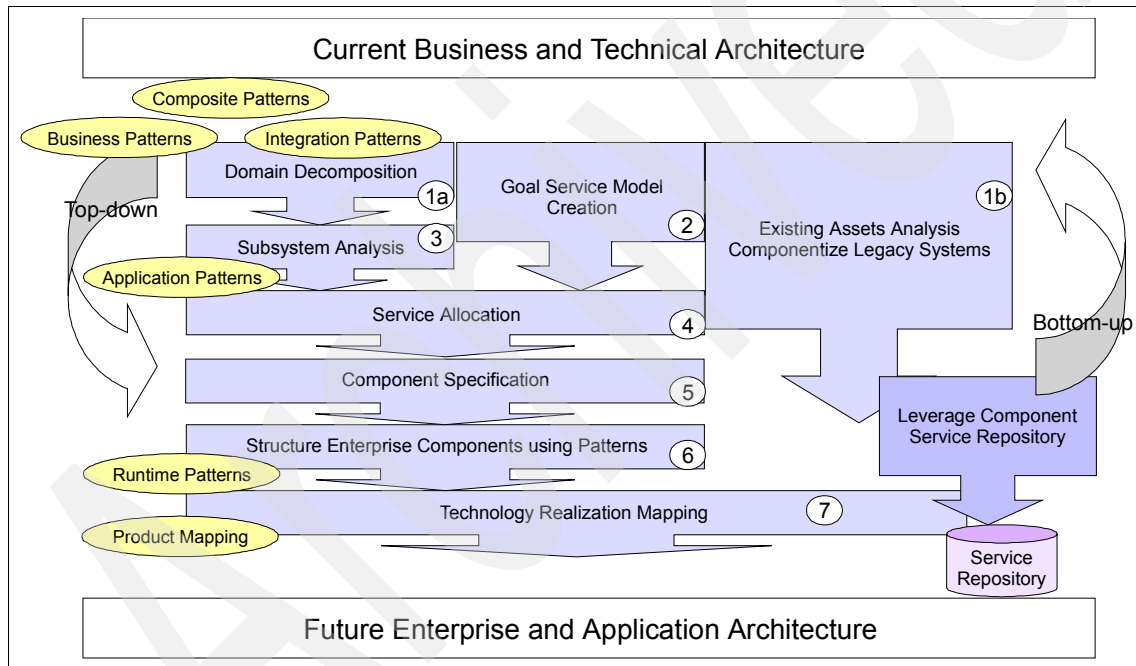 Current Business and Technical Architecture
Composite Patterns
Business Patterns
Integration Patterns
Domain Decomposition
1a
Top-down
Subsystem Analysis
3
Goal Service Model
Creation
2
1b
Existing Assets Analysis
Componentize Legacy Systems
Application Patterns
Service Allocation
4
Bottom-up
Component Specification
5
Leverage Component
Service Repository
Structure Enterprise Components using Patterns
6
Runtime Patterns
Technology Realization Mapping
7
Product Mapping
Service
Repository
Future Enterprise and Application Architecture